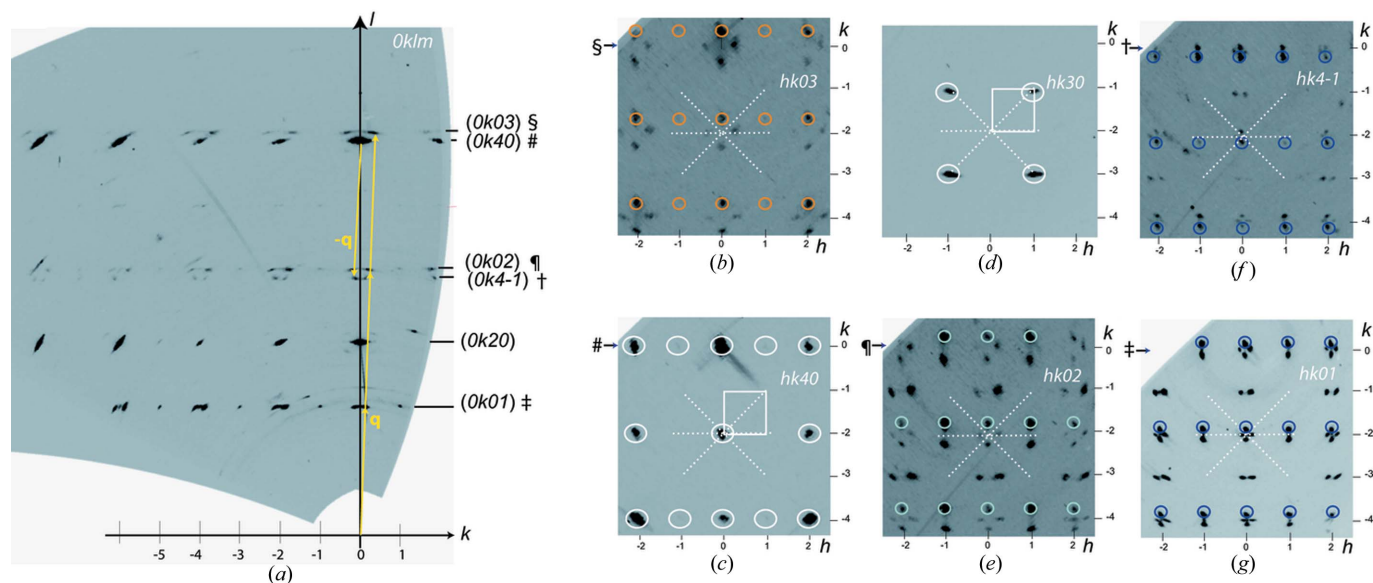 l
0klm
(0k03) §
(0k40) #
-q
(0k02) ¶
(0k4-1) †
(0k20)
(0k01) ‡
q
-5 -4 -3 -2 -1 0 1
k
(a)
k
§ 0
hk03
-1
-2
-3
-4
-2 -1 0 1 2
h
(b)
k
0
hk30
-1
-2
-3
-4
0 1 2
h
(d)
k
† 0
hk4-1
-1
-2
-3
-4
-2 -1 0 1 2
h
(f)
k
# 0
hk40
-1
-2
-3
-4
-2 -1 0 1 2
h
(c)
k
¶ 0
hk02
-1
-2
-3
-4
-2 -1 0 1 2
h
(e)
k
‡ 0
hk01
-1
-2
-3
-4
-2 -1 0 1 2
h
(g)